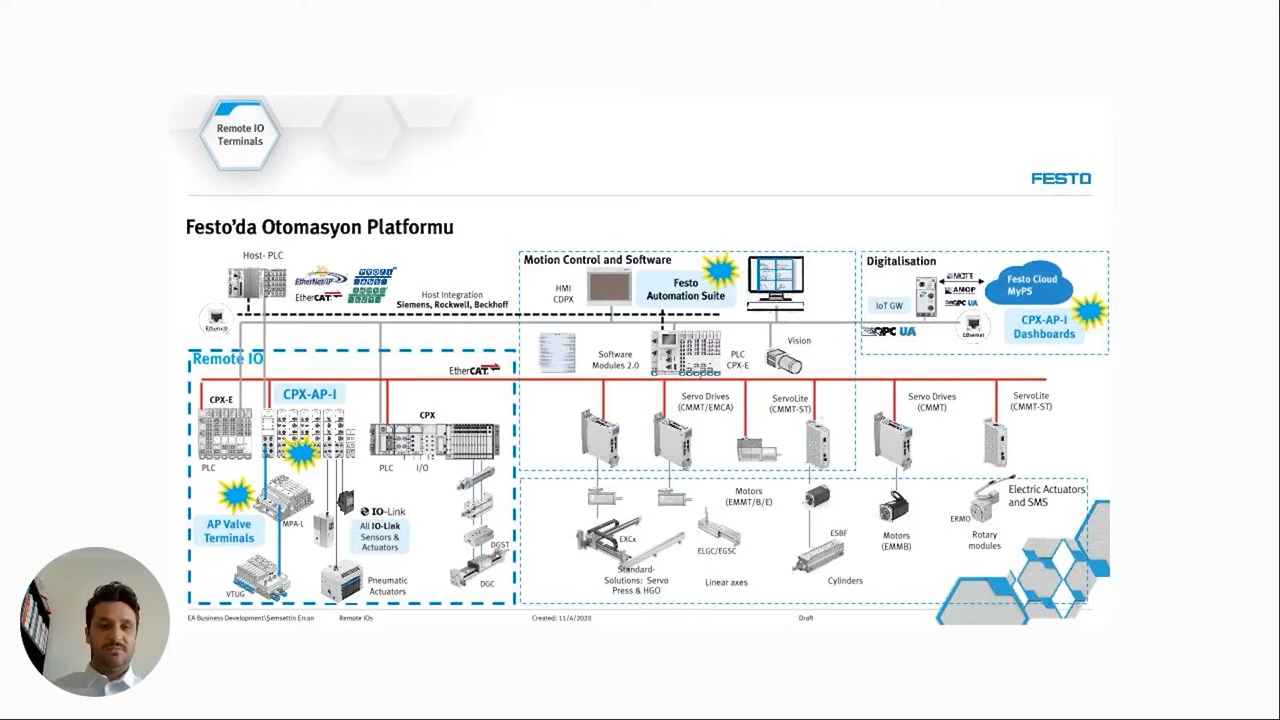 Remote IO
Terminals
FESTO
Festo'da Otomasyon Platformu
Host- PLC
EtherNet/IP
PROFI
NET
EtherCAT
Ethernet
Host Integration
Siemens, Rockwell, Beckhoff
Motion Control and Software
HMI
CDPX
Festo
Automation Suite
Software
Modules 2.0
PLC
CPX-E
Vision
Digitalisation
IoT GW
MQTT
AMQP
OPC UA
Festo Cloud
MyPS
OPC UA
Ethernet
CPX-AP-I
Dashboards
Remote IO
EtherCAT
CPX-E
CPX-AP-I
CPX
PLC
PLC
I/O
AP Valve
Terminals
MPA-L
VTUG
IO-Link
All IO-Link
Sensors &
Actuators
Pneumatic
Actuators
DGST
DGC
Servo Drives
(CMMT/EMCA)
ServoLite
(CMMT-ST)
Servo Drives
(CMMT)
ServoLite
(CMMT-ST)
Motors
(EMMT/B/E)
EXCx
Standard-
Solutions: Servo
Press & HGO
ELGC/EGSC
Linear axes
ESBF
Cylinders
Motors
(EMMB)
ERMO
Rotary
modules
Electric Actuators
and SMS
EA Business Development\Şemsettin Ercan
Remote IOs
Created: 11/4/2020
Draft